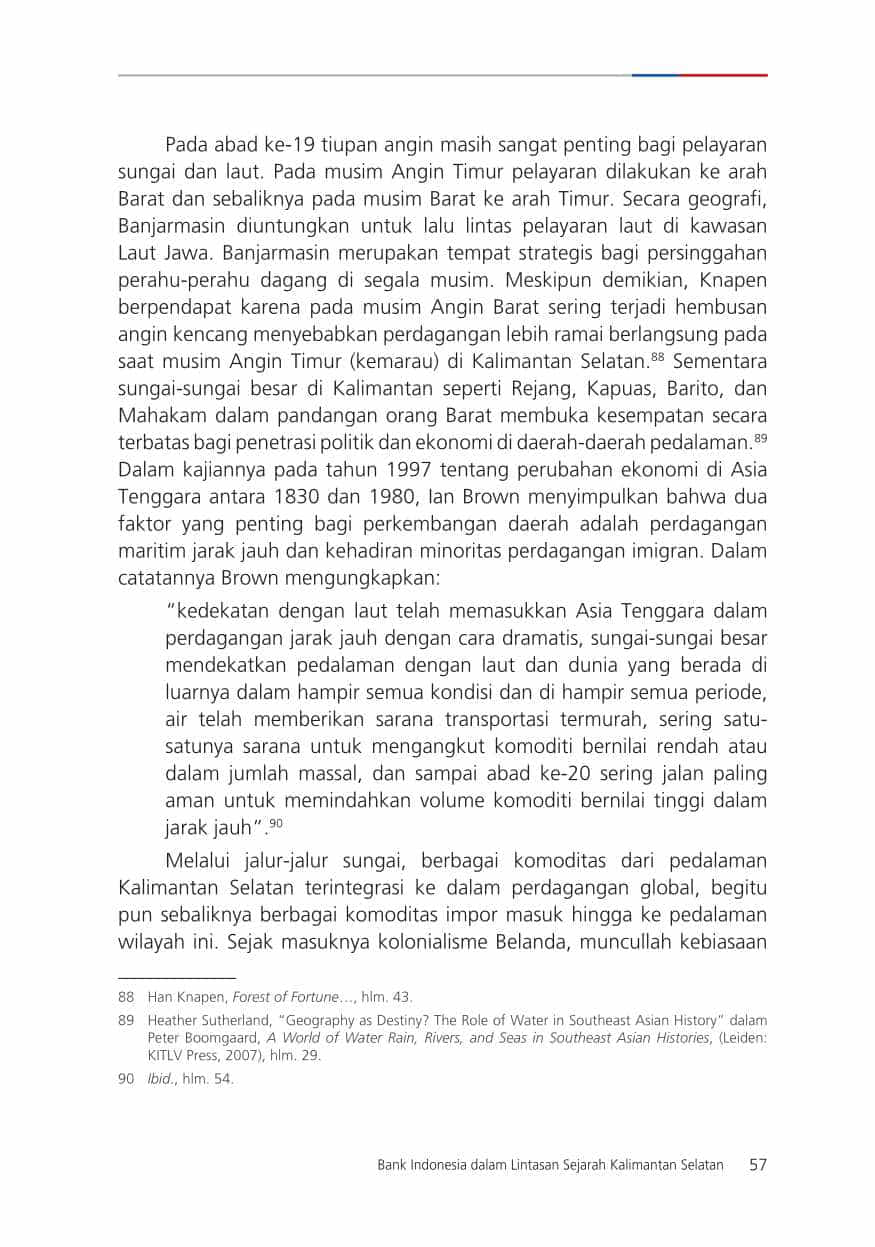 Pada abad ke-19 tiupan angin masih sangat penting bagi pelayaran
sungai dan laut. Pada musim Angin Timur pelayaran dilakukan ke arah
Barat dan sebaliknya pada musim Barat ke arah Timur. Secara geografi,
Banjarmasin diuntungkan untuk lalu lintas pelayaran laut di kawasan
Laut Jawa. Banjarmasin merupakan tempat strategis bagi persinggahan
perahu-perahu dagang di segala musim. Meskipun demikian, Knapen
berpendapat karena pada musim Angin Barat sering terjadi hembusan
angin kencang menyebabkan perdagangan lebih ramai berlangsung pada
saat musim Angin Timur (kemarau) di Kalimantan Selatan.88 Sementara
sungai-sungai besar di Kalimantan seperti Rejang, Kapuas, Barito, dan
Mahakam dalam pandangan orang Barat membuka kesempatan secara
terbatas bagi penetrasi politik dan ekonomi di daerah-daerah pedalaman.89
Dalam kajiannya pada tahun 1997 tentang perubahan ekonomi di Asia
Tenggara antara 1830 dan 1980, Ian Brown menyimpulkan bahwa dua
faktor yang penting bagi perkembangan daerah adalah perdagangan
maritim jarak jauh dan kehadiran minoritas perdagangan imigran. Dalam
catatannya Brown mengungkapkan:
“kedekatan dengan laut telah memasukkan Asia Tenggara dalam
perdagangan jarak jauh dengan cara dramatis, sungai-sungai besar
mendekatkan pedalaman dengan laut dan dunia yang berada di
luarnya dalam hampir semua kondisi dan di hampir semua periode,
air telah memberikan sarana transportasi termurah, sering satu-
satunya sarana untuk mengangkut komoditi bernilai rendah atau
dalam jumlah massal, dan sampai abad ke-20 sering jalan paling
aman untuk memindahkan volume komoditi bernilai tinggi dalam
jarak jauh”.90
Melalui jalur-jalur sungai, berbagai komoditas dari pedalaman
Kalimantan Selatan terintegrasi ke dalam perdagangan global, begitu
pun sebaliknya berbagai komoditas impor masuk hingga ke pedalaman
wilayah ini. Sejak masuknya kolonialisme Belanda, muncullah kebiasaan
88 Han Knapen, Forest of Fortune…, hlm. 43.
89 Heather Sutherland, “Geography as Destiny? The Role of Water in Southeast Asian History” dalam
Peter Boomgaard, A World of Water Rain, Rivers, and Seas in Southeast Asian Histories, (Leiden:
KITLV Press, 2007), hlm. 29.
90 Ibid., hlm. 54.
Bank Indonesia dalam Lintasan Sejarah Kalimantan Selatan 57